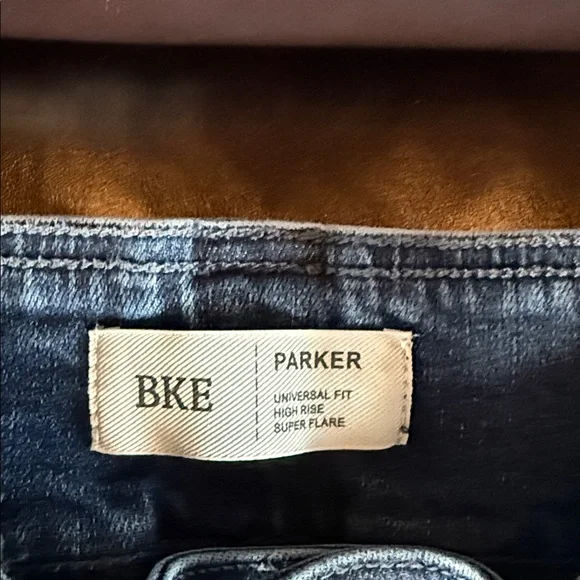 BKE
PARKER
UNIVERSAL FIT
HIGH RISE
SUPER FLARE